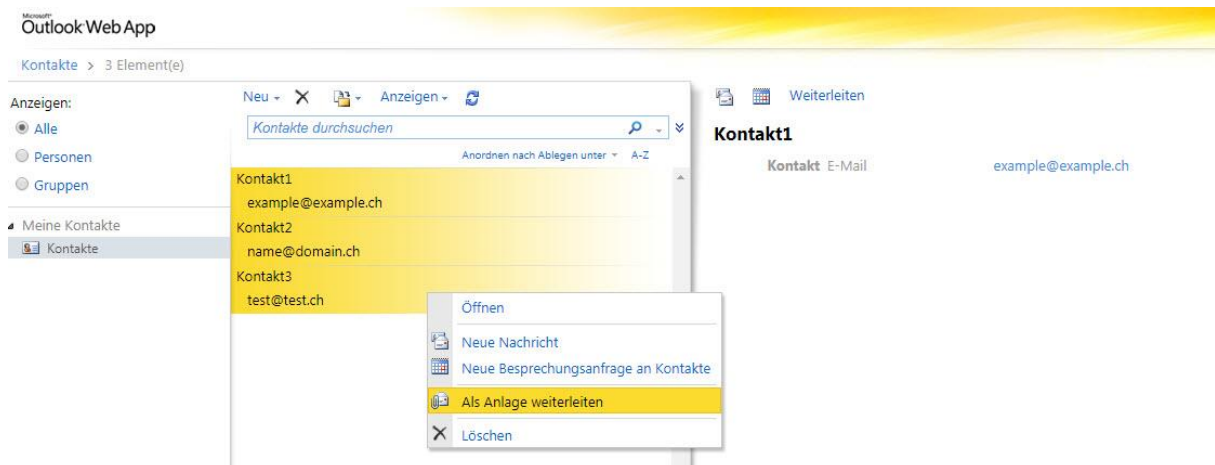 Microsoft®
Outlook Web App
Kontakte > 3 Element(e)
Anzeigen:
Alle
Personen
Gruppen
Meine Kontakte
Kontakte
Neu
Anzeigen
Kontakte durchsuchen
Anordnen nach Ablegen unter A-Z
Kontakt1
example@example.ch
Kontakt2
name@domain.ch
Kontakt3
test@test.ch
Öffnen
Neue Nachricht
Neue Besprechungsanfrage an Kontakte
Als Anlage weiterleiten
Löschen
Weiterleiten
Kontakt1
Kontakt E-Mail example@example.ch